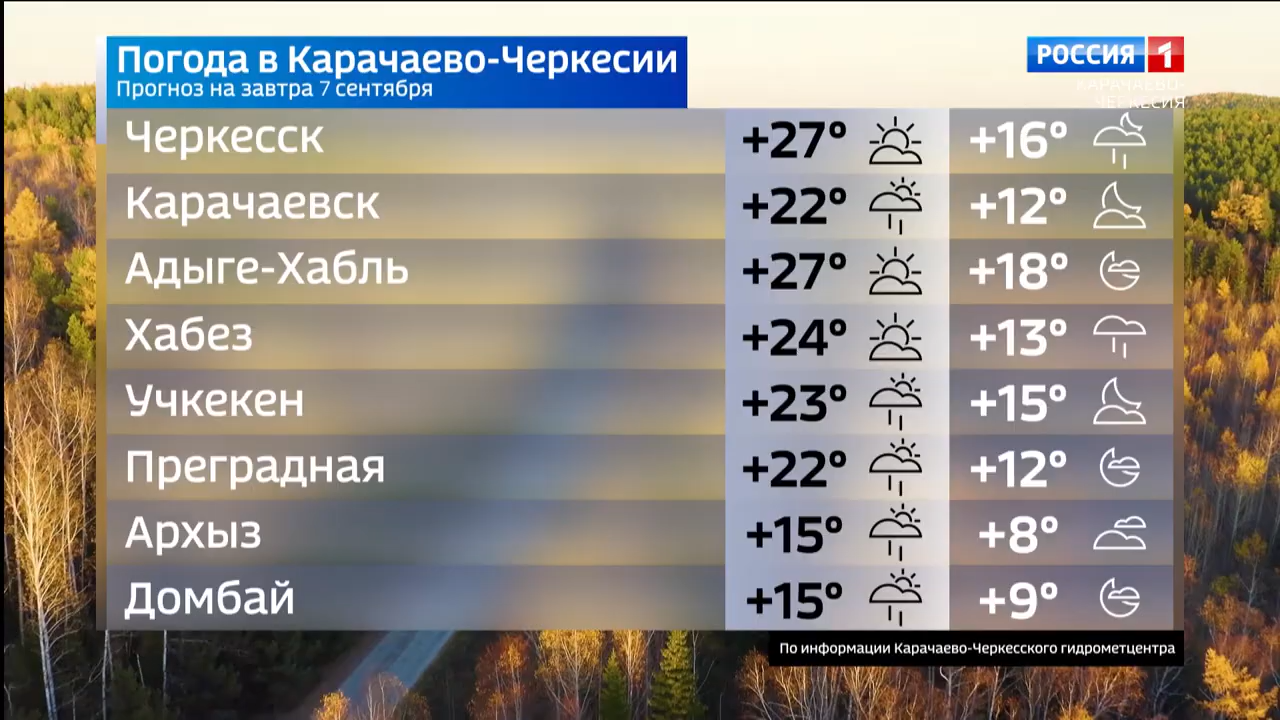 Погода в Карачаево-Черкесии
Прогноз на завтра 7 сентября
РОССИЯ 1
КАРАЧАЕВО-
ЧЕРКЕССИЯ
Черкесск +27° +16°
Карачаевск +22° +12°
Адыге-Хабль +27° +18°
Хабез +24° +13°
Учкекен +23° +15°
Преградная +22° +12°
Архыз +15° +8°
Домбай +15° +9°
По информации Карачаево-Черкесского гидрометцентра